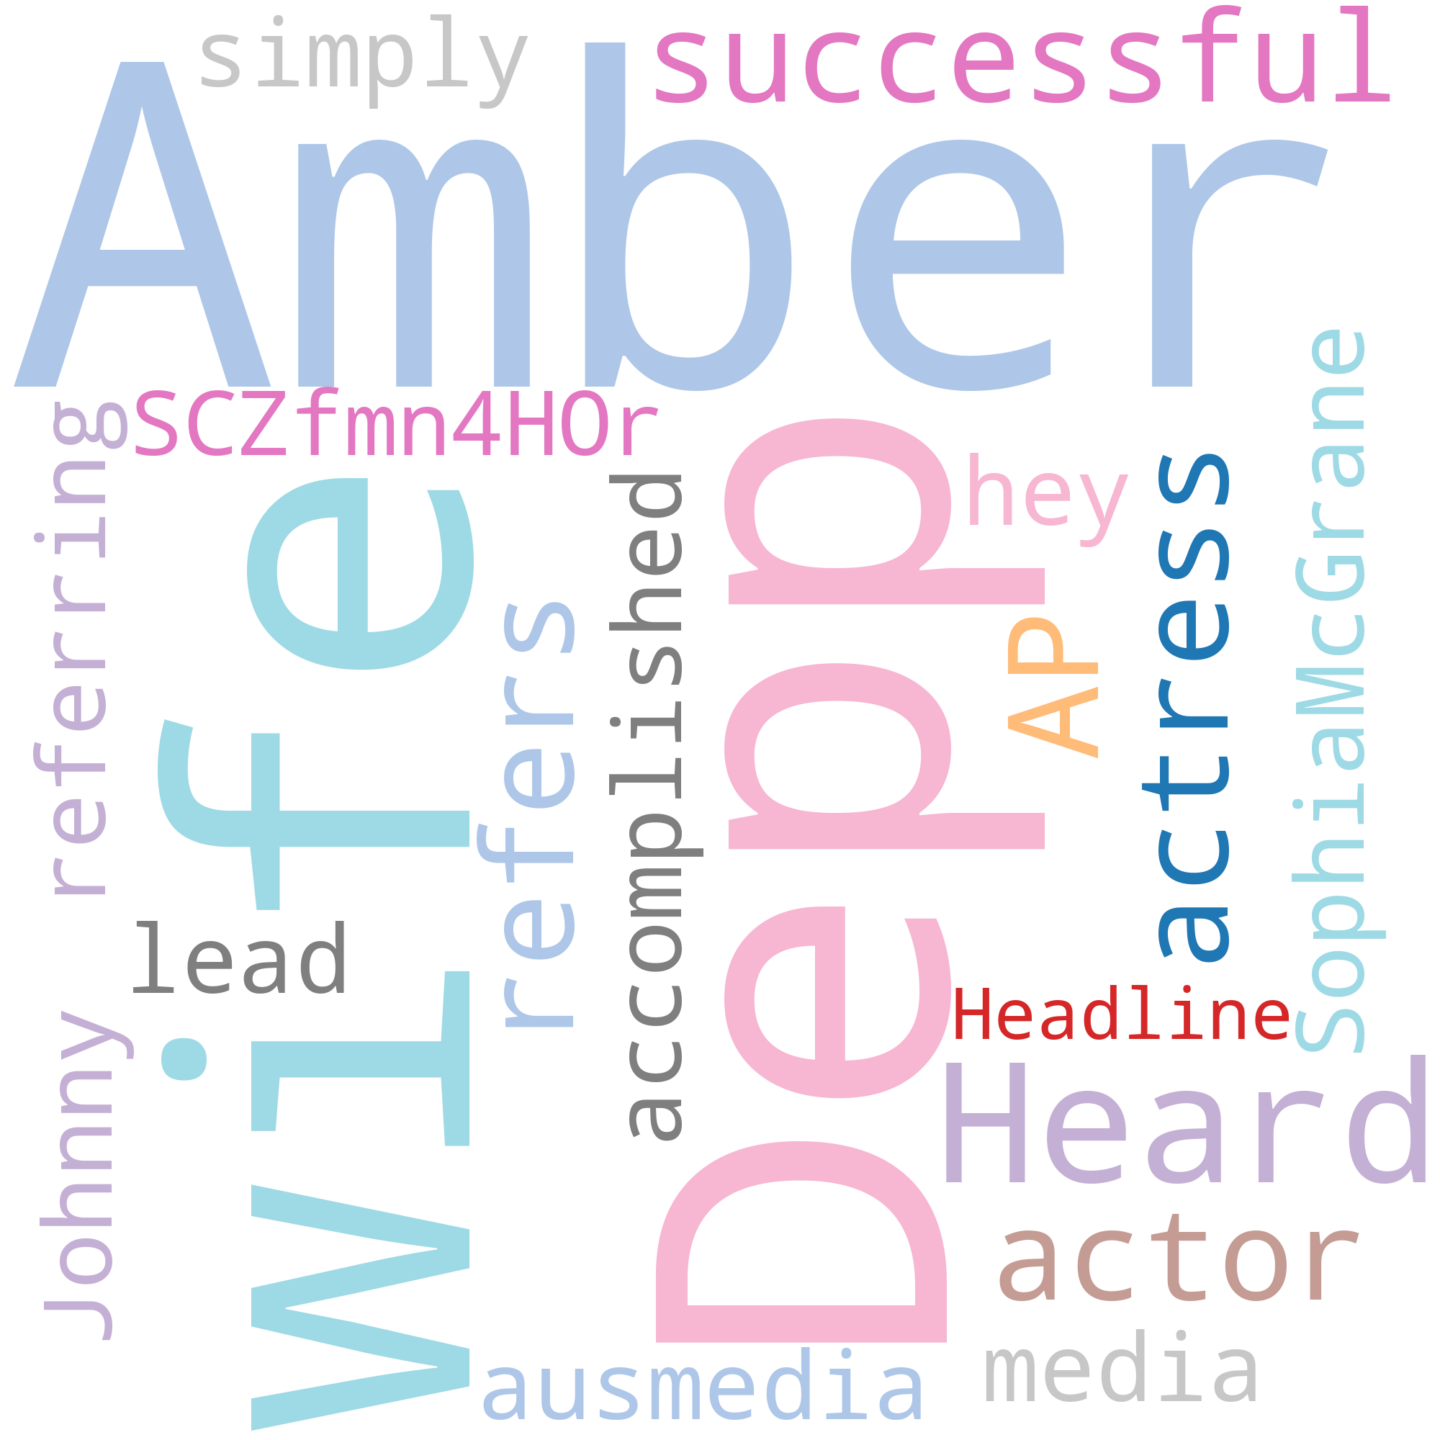 simply
successful
Amber
SCZfmn4HOr
referring
wife
refers
accomplished
Depp
hey
AP
actress
SophiaMcGrane
lead
Headline
Johnny
Heard
actor
ausmedia
media